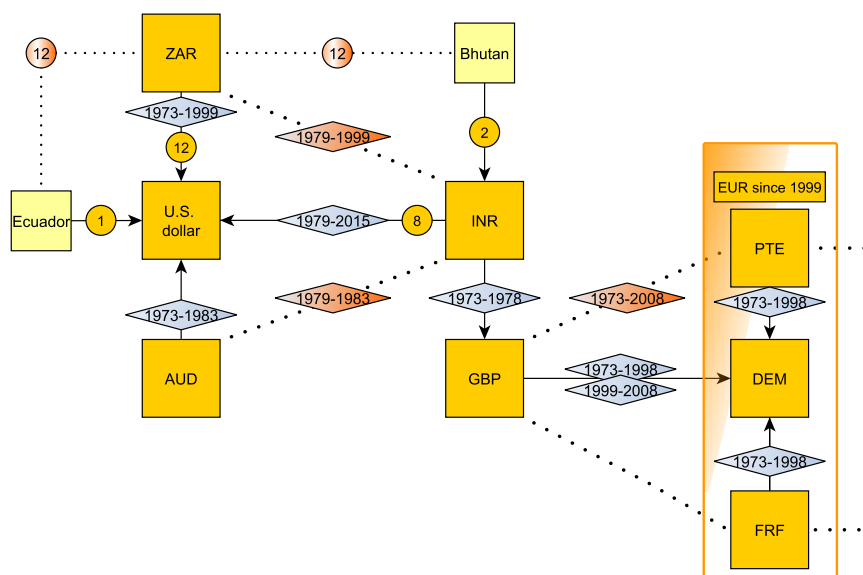 12
ZAR
12
Bhutan
1973-1999
12
1979-1999
2
EUR since 1999
Ecuador
1
U.S.
dollar
1979-2015
8
INR
PTE
1973-1983
1979-1983
1973-1978
1973-2008
1973-1998
AUD
GBP
1973-1998
1999-2008
DEM
1973-1998
FRF